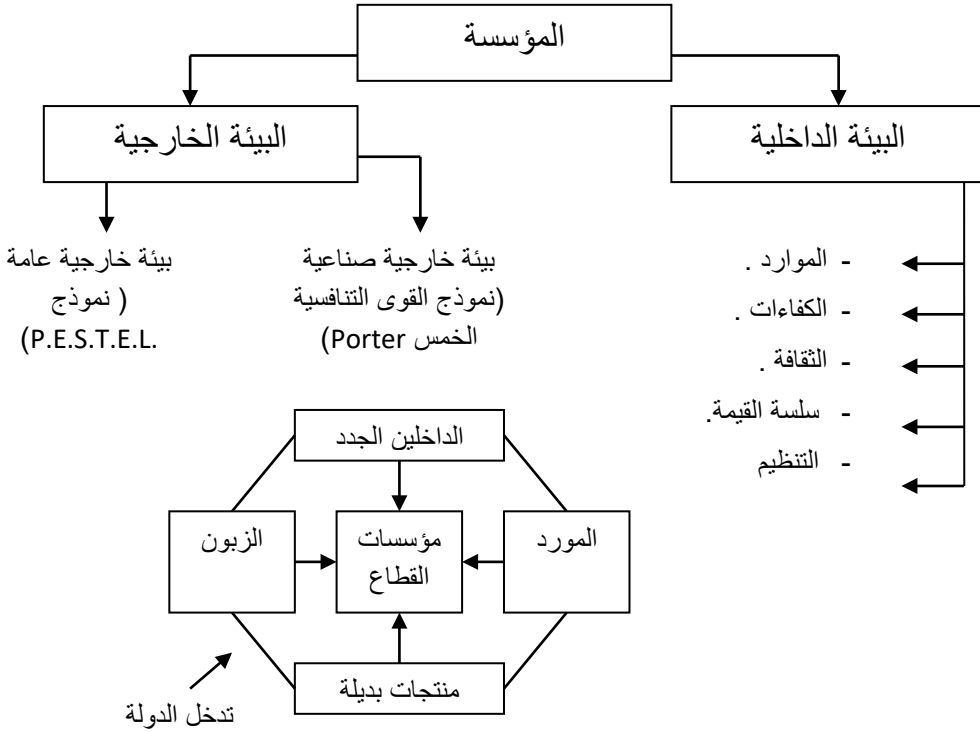 المؤسسة
البيئة الداخلية
البيئة الخارجية
- الموارد .
- الكفاءات .
- الثقافة .
- سلسة القيمة.
- التنظيم
بيئة خارجية صناعية
(نموذج القوى التنافسية
الخمس Porter)
بيئة خارجية عامة
( نموذج
P.E.S.T.E.L.)
الداخلين الجدد
المورد
مؤسسات
القطاع
الزبون
منتجات بديلة
تدخل الدولة